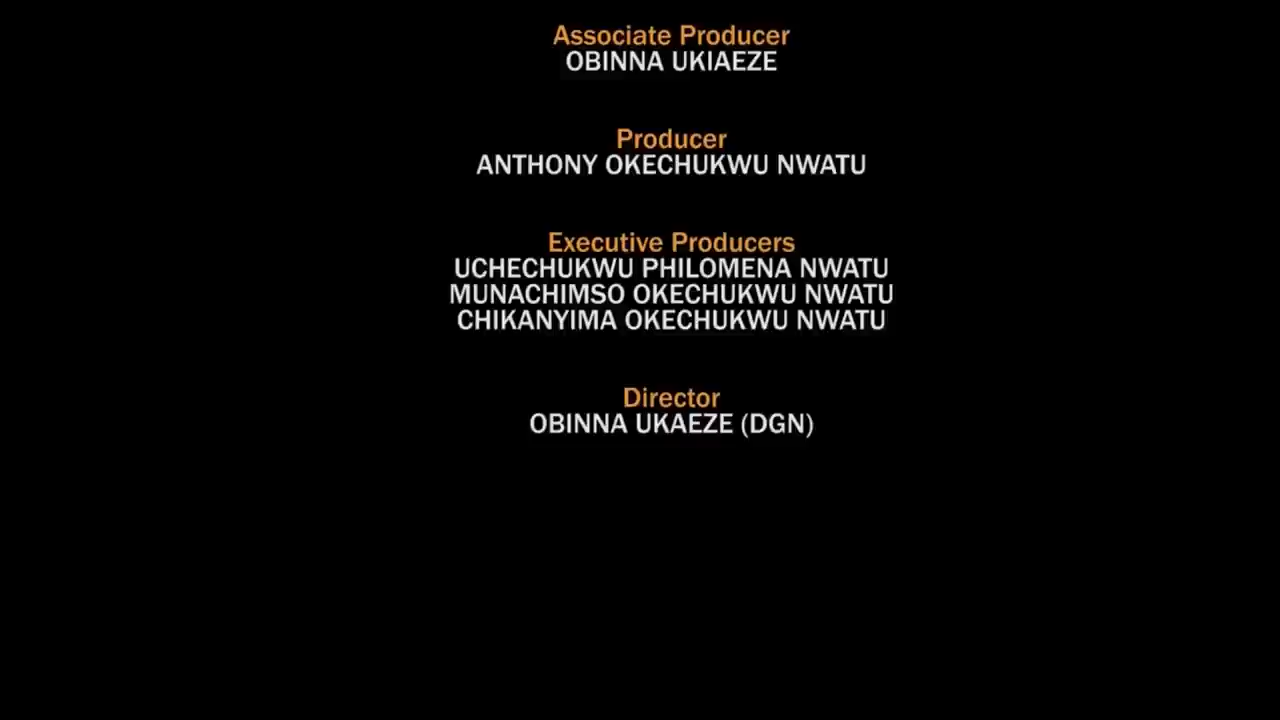 Associate Producer
OBINNA UKIAEZE
Producer
ANTHONY OKECHUKWU NWATU
Executive Producers
UCHECHUKWU PHILOMENA NWATU
MUNACHIMSO OKECHUKWU NWATU
CHIKANYIMA OKECHUKWU NWATU
Director
OBINNA UKAEZE (DGN)